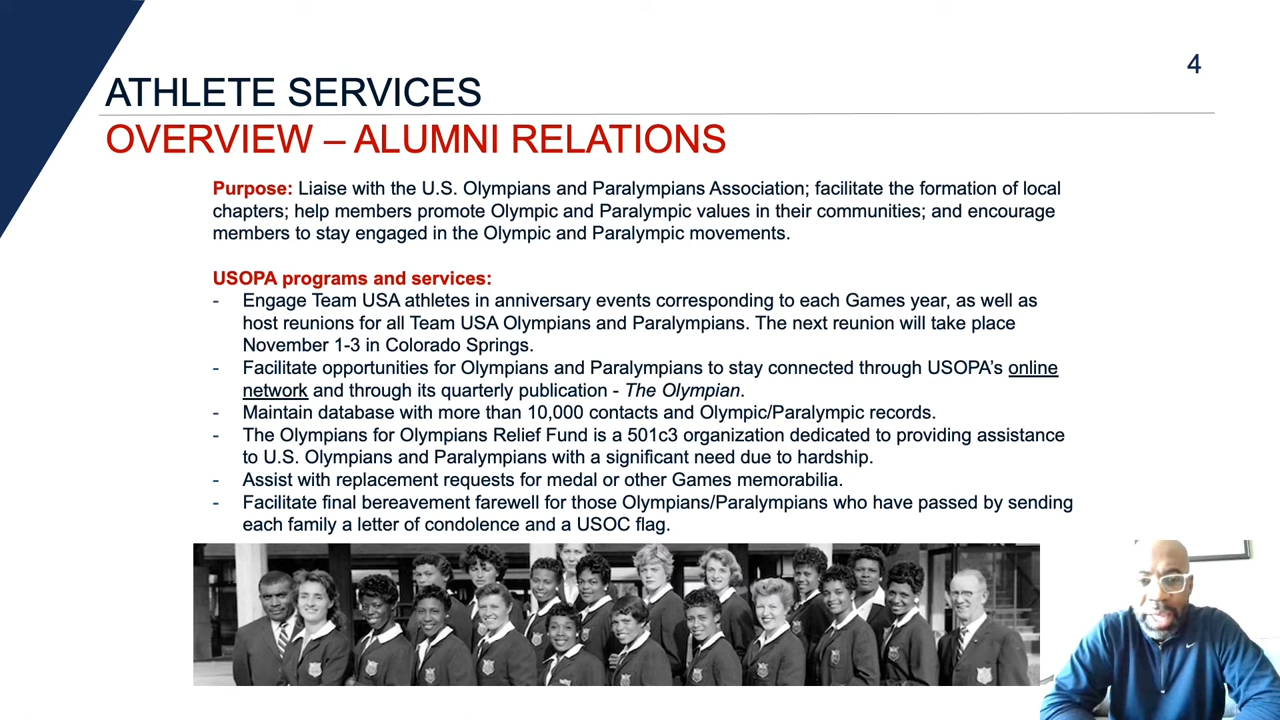 4
ATHLETE SERVICES
OVERVIEW – ALUMNI RELATIONS
Purpose: Liaise with the U.S. Olympians and Paralympians Association; facilitate the formation of local
chapters; help members promote Olympic and Paralympic values in their communities; and encourage
members to stay engaged in the Olympic and Paralympic movements.
USOPA programs and services:
- Engage Team USA athletes in anniversary events corresponding to each Games year, as well as
host reunions for all Team USA Olympians and Paralympians. The next reunion will take place
November 1-3 in Colorado Springs.
- Facilitate opportunities for Olympians and Paralympians to stay connected through USOPA’s online
network and through its quarterly publication - The Olympian.
- Maintain database with more than 10,000 contacts and Olympic/Paralympic records.
- The Olympians for Olympians Relief Fund is a 501c3 organization dedicated to providing assistance
to U.S. Olympians and Paralympians with a significant need due to hardship.
- Assist with replacement requests for medal or other Games memorabilia.
- Facilitate final bereavement farewell for those Olympians/Paralympians who have passed by sending
each family a letter of condolence and a USOC flag.